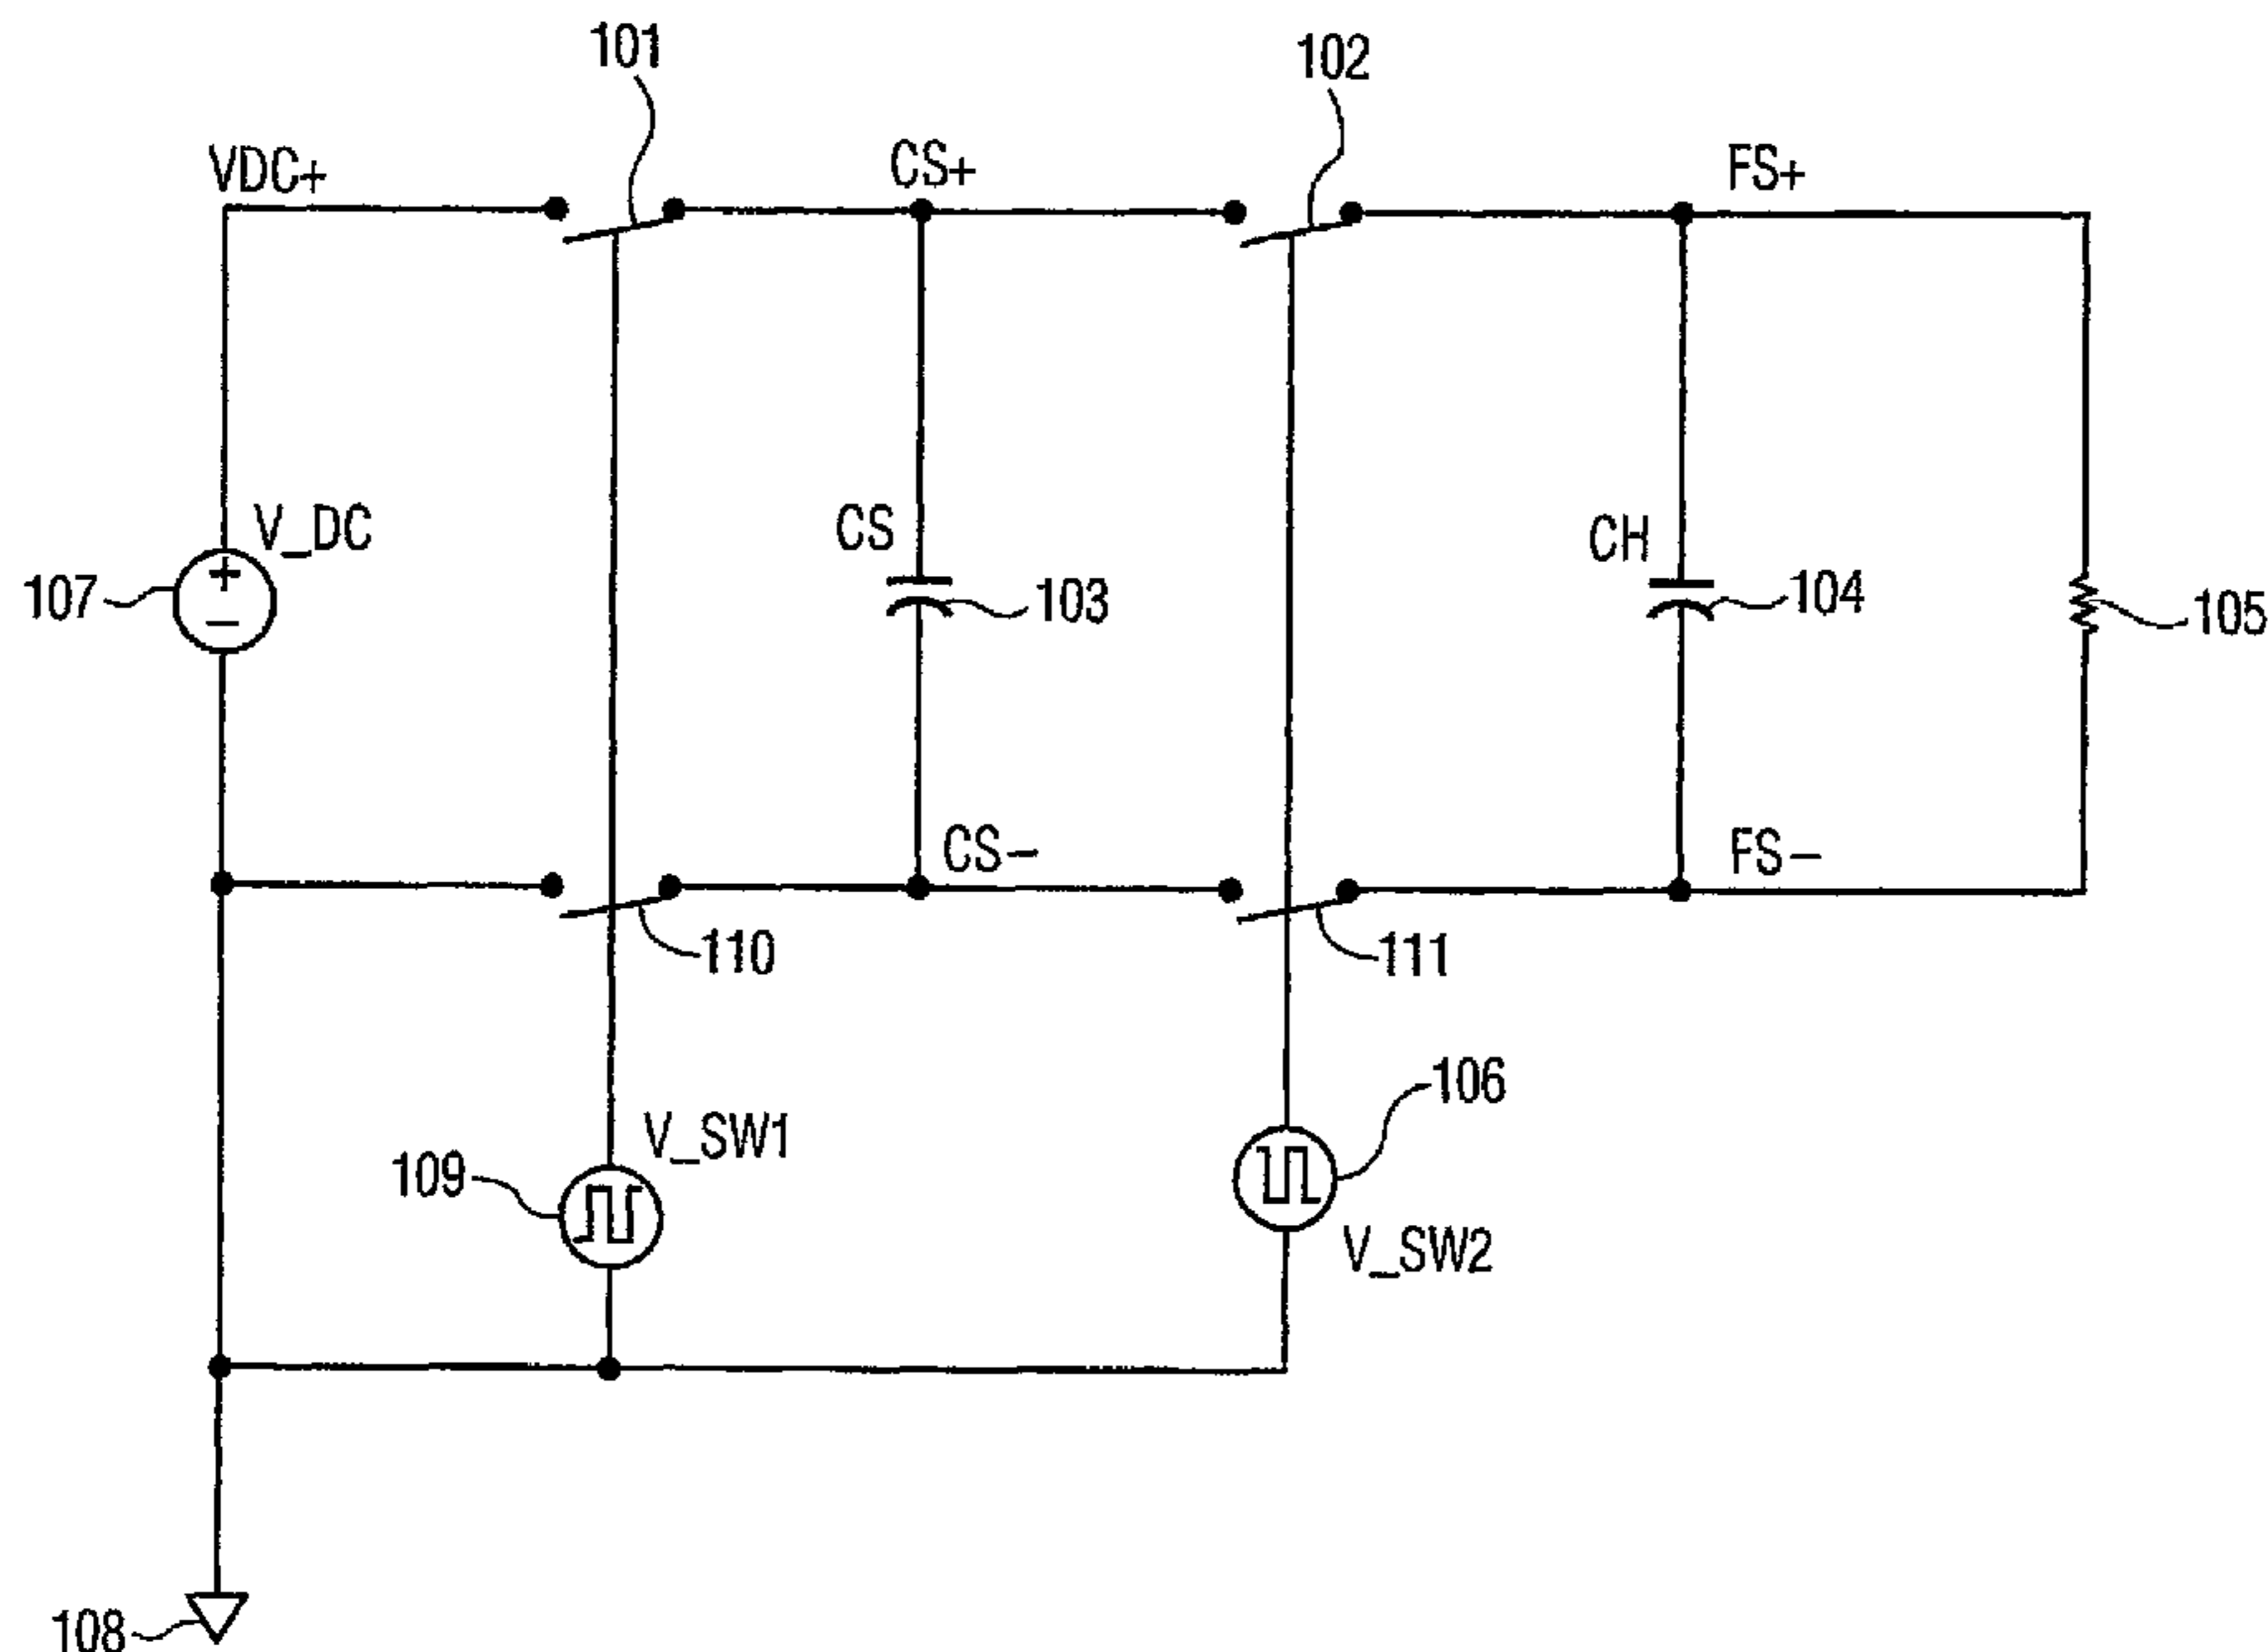 101
102
VDC+
CS+
FS+
V_DC
CS
CH
107
103
104
105
CS-
FS-
110
111
106
V_SW1
109
V_SW2
108